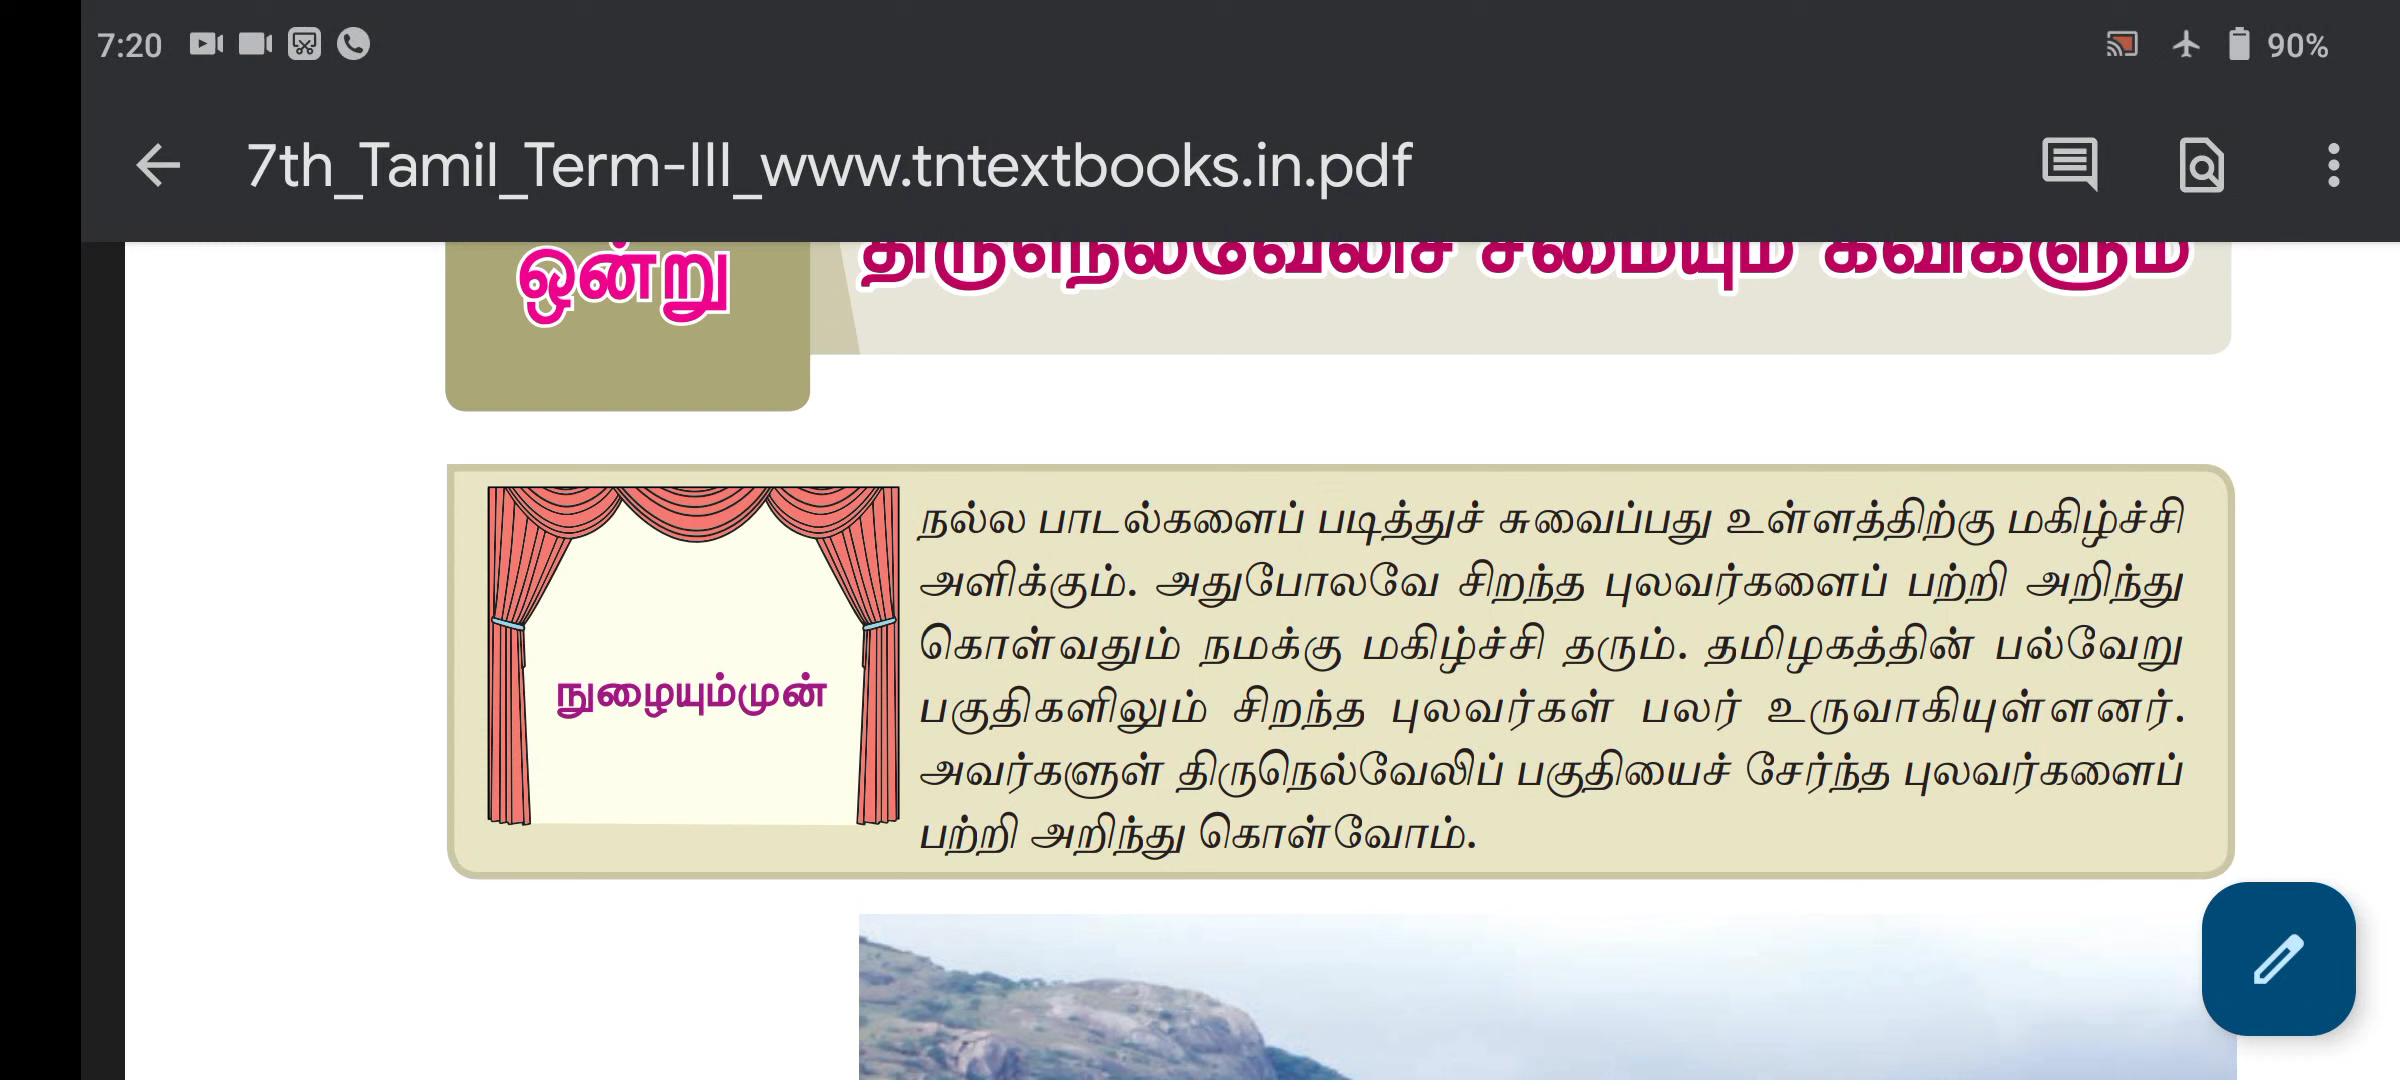 7:20 90%
7th_Tamil_Term-III_www.tntextbooks.in.pdf
ஒன்று
திருநெல்வேலிச் சீமையும் கவிகளும்
நுழையும்முன்
நல்ல பாடல்களைப் படித்துச் சுவைப்பது உள்ளத்திற்கு மகிழ்ச்சி
அளிக்கும். அதுபோலவே சிறந்த புலவர்களைப் பற்றி அறிந்து
கொள்வதும் நமக்கு மகிழ்ச்சி தரும். தமிழகத்தின் பல்வேறு
பகுதிகளிலும் சிறந்த புலவர்கள் பலர் உருவாகியுள்ளனர்.
அவர்களுள் திருநெல்வேலிப் பகுதியைச் சேர்ந்த புலவர்களைப்
பற்றி அறிந்து கொள்வோம்.